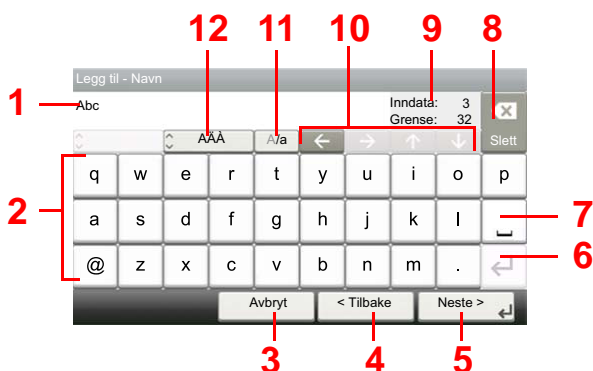 12 11 10 9 8
Legg til - Navn
1 Abc Inndata: 3
Grense: 32
AÄÀ A/a ← → ↑ ↓ Slett
2 q w e r t y u i o p
a s d f g h j k l 7
@ z x c v b n m . 6
Avbryt < Tilbake Neste >
3 4 5